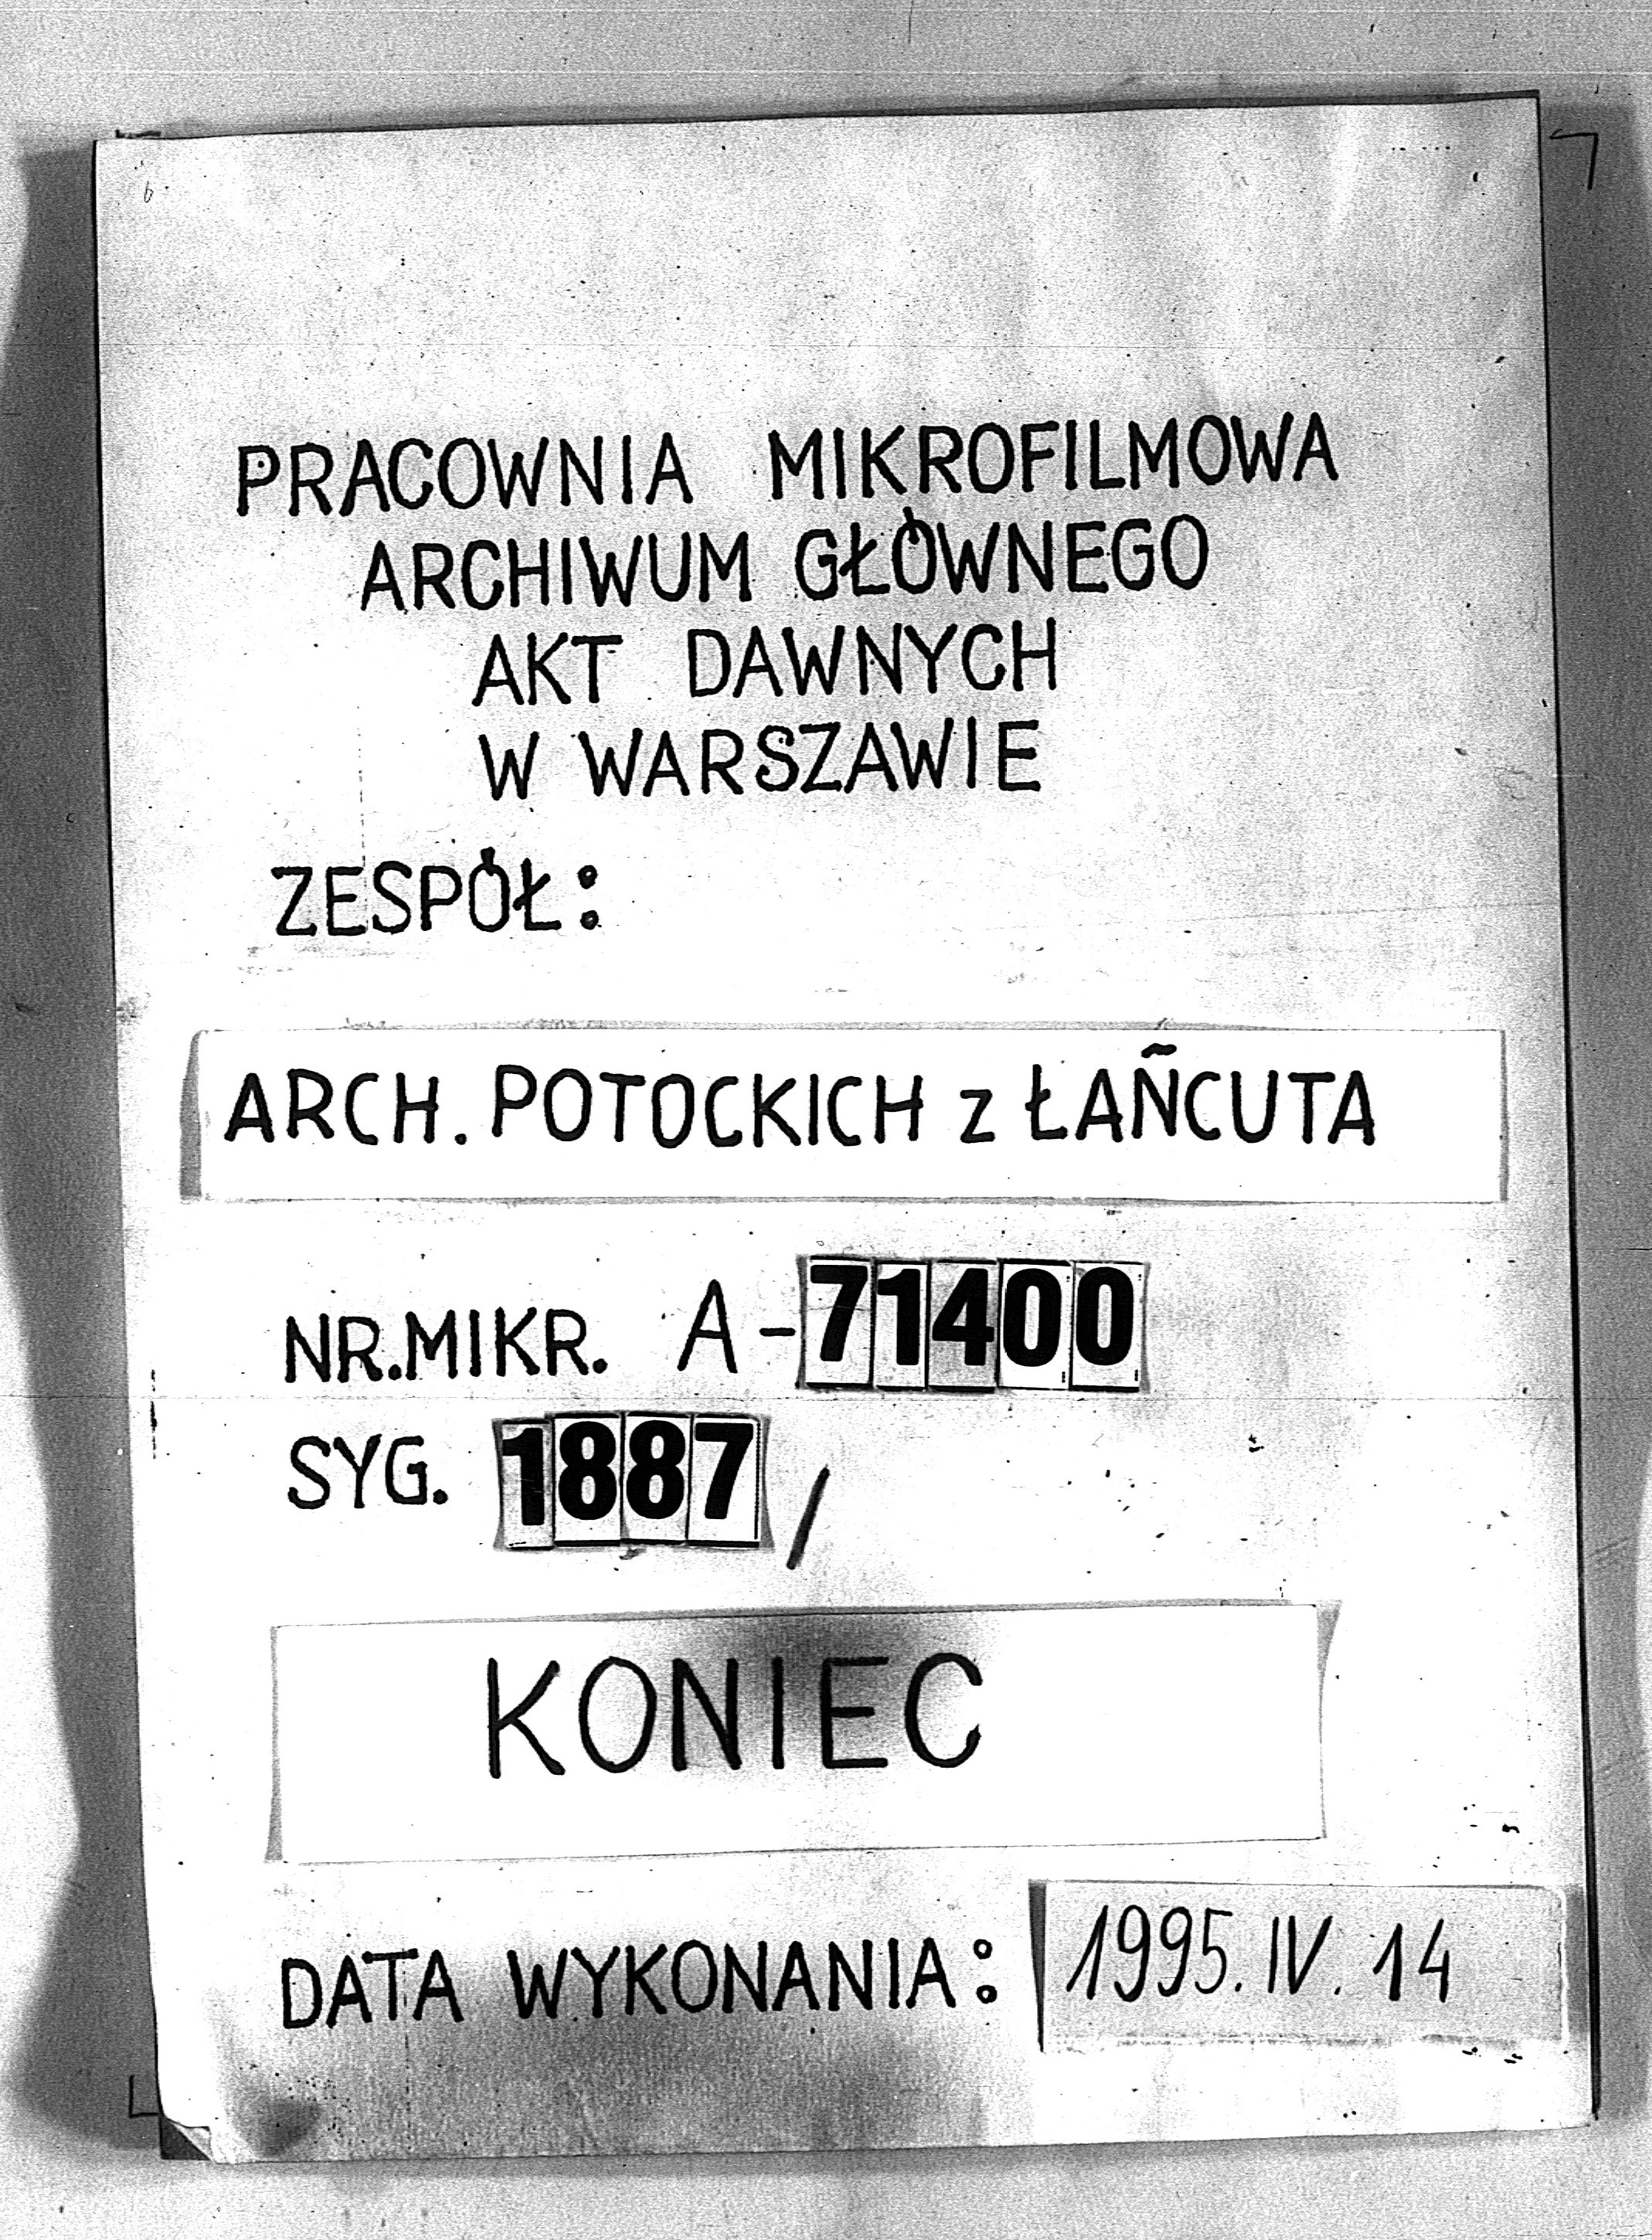 PRACOWNIA MIKROFILMOWA
ARCHIWUM GŁÓWNEGO
AKT DAWNYCH
W WARSZAWIE
ZESPÓŁ:
ARCH. POTOCKICH z ŁAÑCUTA
NR.MIKR. A-71400
SYG. 1887/
KONIEC
DATA WYKONANIA: 1995.IV.14